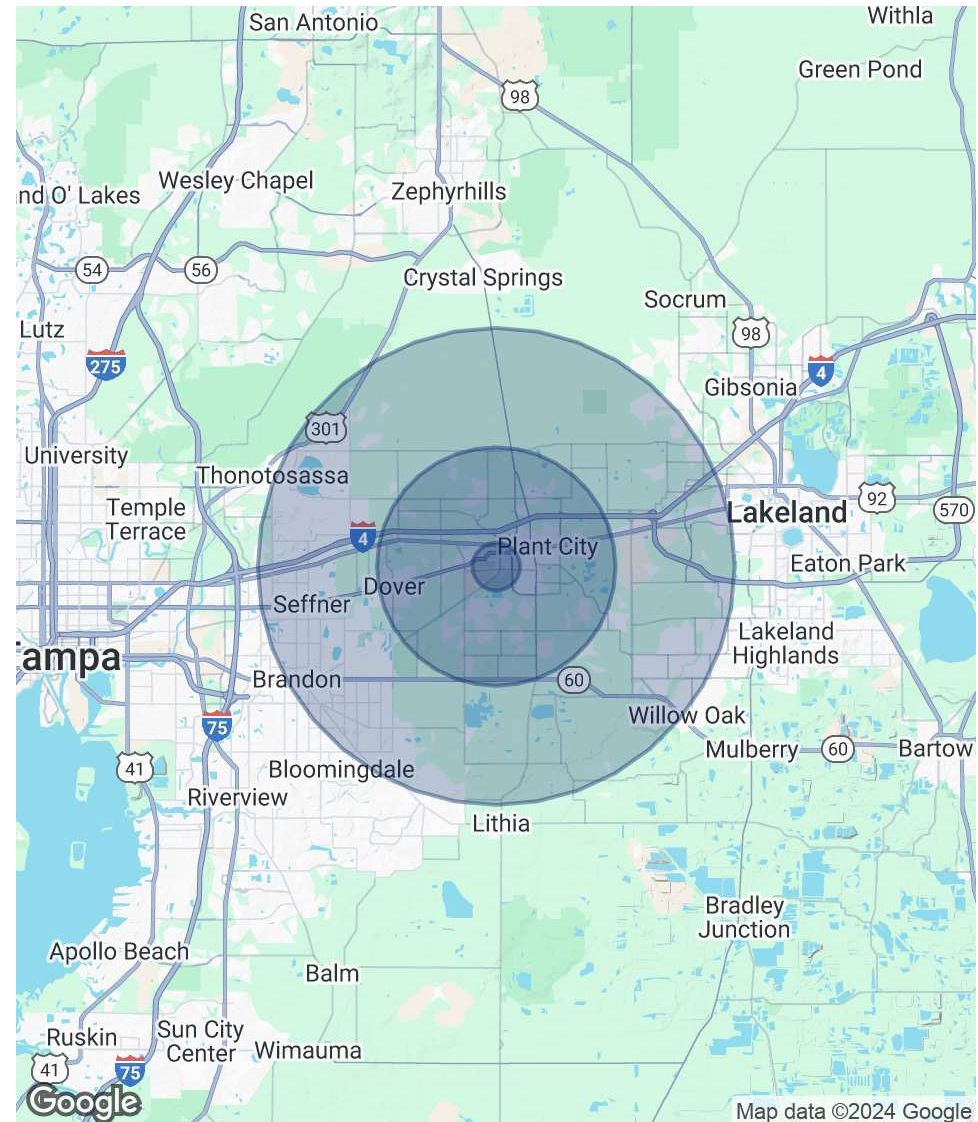 San Antonio
Withla
Green Pond
98
Wesley Chapel
Zephyrhills
nd O' Lakes
54
56
Crystal Springs
Socrum
Lutz
98
275
4
Gibsonia
301
University
Thonotosassa
92
Temple
Terrace
Lakeland
570
4
Plant City
Eaton Park
Dover
Seffner
Lakeland
Highlands
ampa
Brandon
60
75
Willow Oak
Mulberry
60
Bartow
41
Bloomingdale
Riverview
Lithia
Bradley
Junction
Apollo Beach
Balm
Ruskin
Sun City
Center
Wimauma
41
75
Google
Map data ©2024 Google